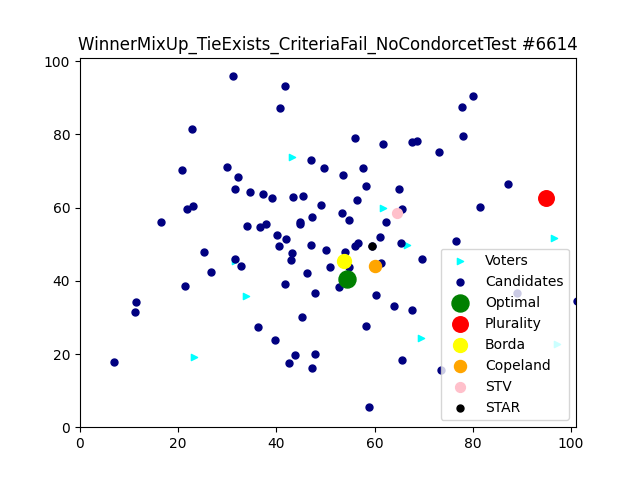 WinnerMixUp_TieExists_CriteriaFail_NoCondorcetTest #6614
100
80
60
40
20
0
0 20 40 60 80 100
Voters
Candidates
Optimal
Plurality
Borda
Copeland
STV
STAR